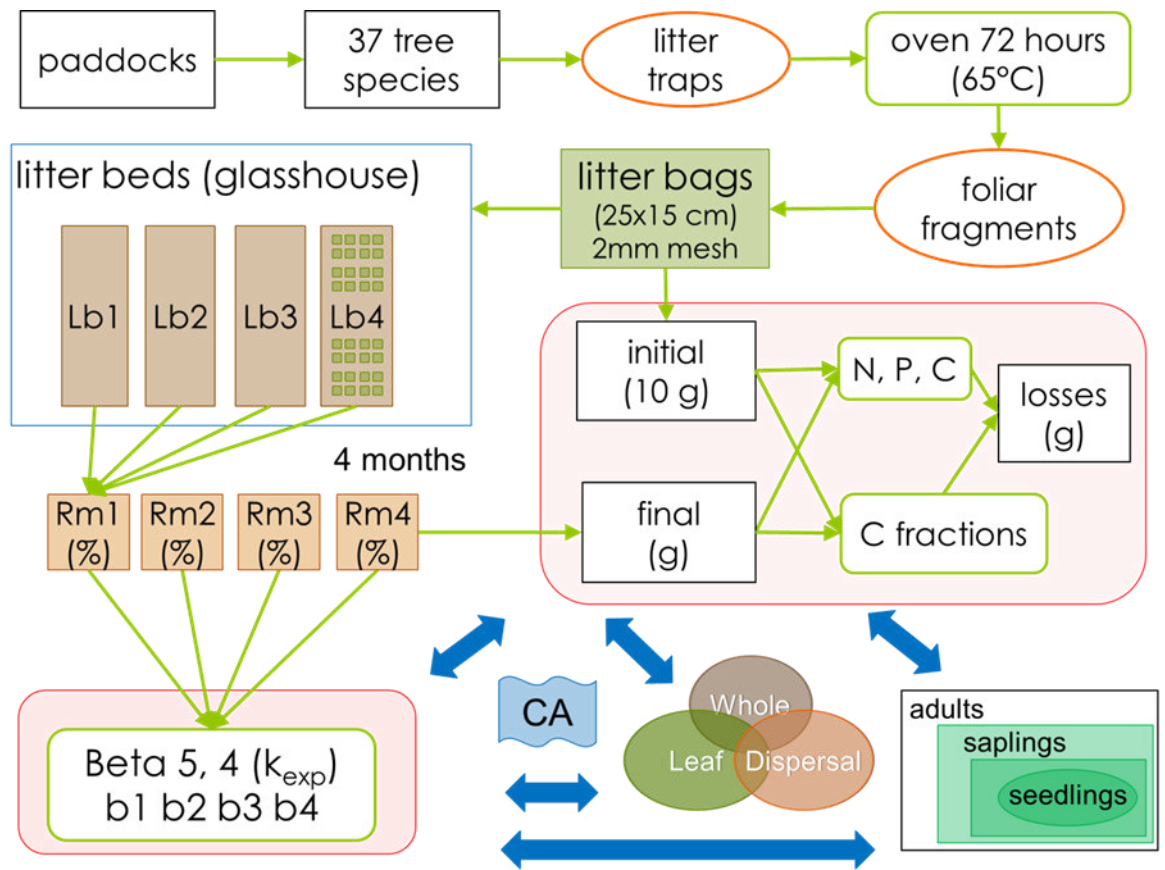 paddocks
37 tree
species
litter
traps
oven 72 hours
(65°C)
litter beds (glasshouse)
litter bags
(25x15 cm)
2mm mesh
foliar
fragments
Lb1
Lb2
Lb3
Lb4
initial
(10 g)
N, P, C
losses
(g)
4 months
Rm1
(%)
Rm2
(%)
Rm3
(%)
Rm4
(%)
final
(g)
C fractions
Beta 5, 4 (kexp)
b1 b2 b3 b4
CA
Whole
Leaf
Dispersal
adults
saplings
seedlings